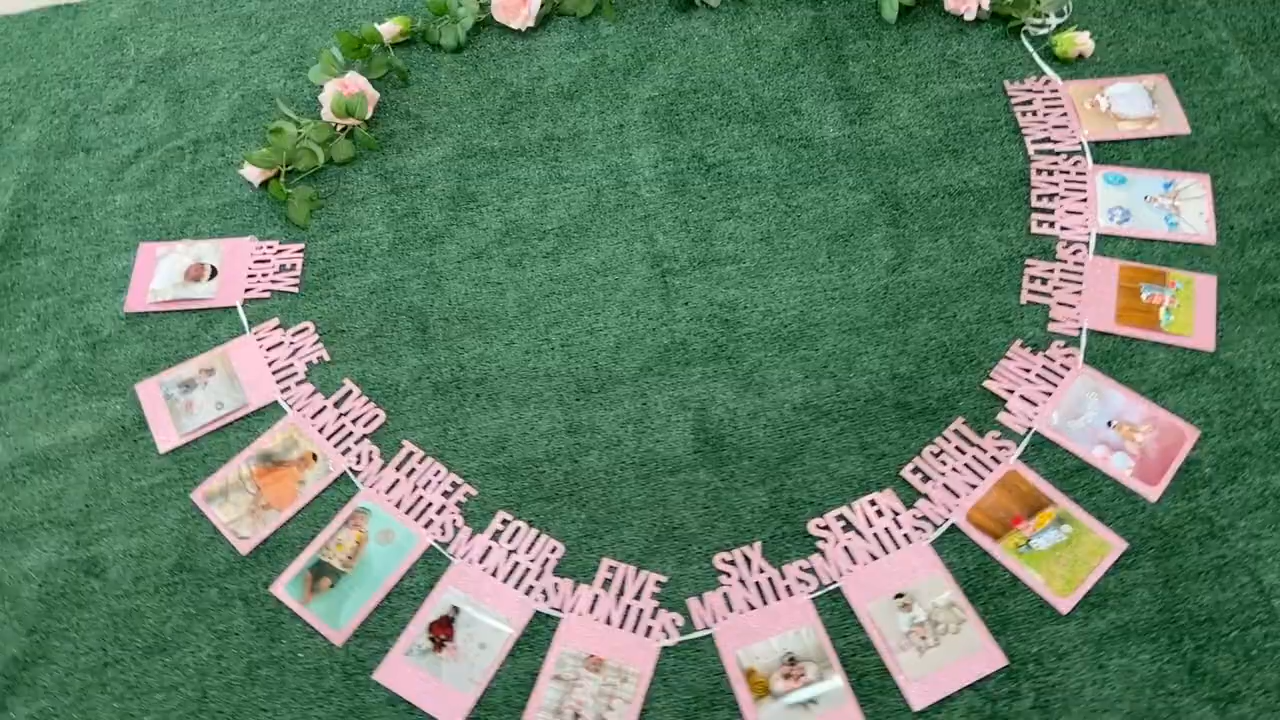 NEW
BORN
ONE
MONTH
TWO
MONTHS
THREE
MONTHS
FOUR
MONTHS
FIVE
MONTHS
SIX
MONTHS
SEVEN
MONTHS
EIGHT
MONTHS
NINE
MONTHS
TEN
MONTHS
ELEVEN
MONTHS
TWELVE
MONTHS